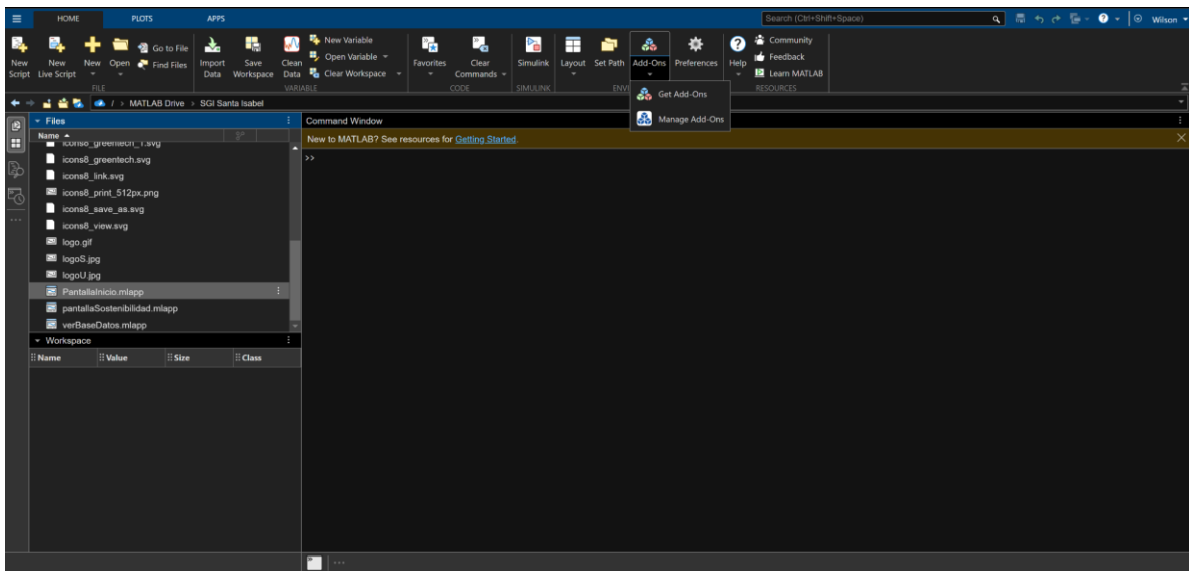 HOME PLOTS APPS Search (Ctrl+Shift+Space) Wilson
New Script
New Live Script
New
Open
Go to File
Find Files
FILE
Import Data
Save Workspace
Clean Data
New Variable
Open Variable
Clear Workspace
VARIABLE
Favorites
Clear Commands
CODE
Simulink
SIMULINK
Layout
Set Path
Add-Ons
Preferences
ENVI
Help
Community
Feedback
Learn MATLAB
RESOURCES
Get Add-Ons
Manage Add-Ons
/ > MATLAB Drive > SGI Santa Isabel
Files
Name
icons8_greentech_1.svg
icons8_greentech.svg
icons8_link.svg
icons8_print_512px.png
icons8_save_as.svg
icons8_view.svg
logo.gif
logoS.jpg
logoU.jpg
PantallaInicio.mlapp
pantallaSostenibilidad.mlapp
verBaseDatos.mlapp
Workspace
Name Value Size Class
Command Window
New to MATLAB? See resources for Getting Started.
>>